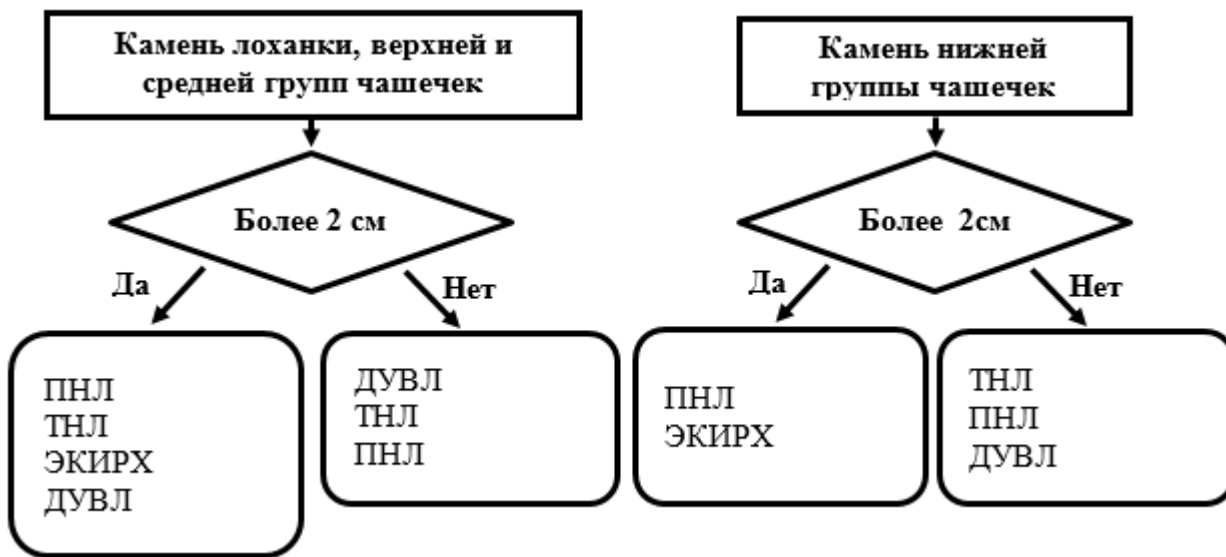 Камень лоханки, верхней и
средней групп чашечек
Более 2 см
Да
Нет
ПНЛ
ТНЛ
ЭКИРХ
ДУВЛ
ДУВЛ
ТНЛ
ПНЛ
Камень нижней
группы чашечек
Более 2см
Да
Нет
ПНЛ
ЭКИРХ
ТНЛ
ПНЛ
ДУВЛ